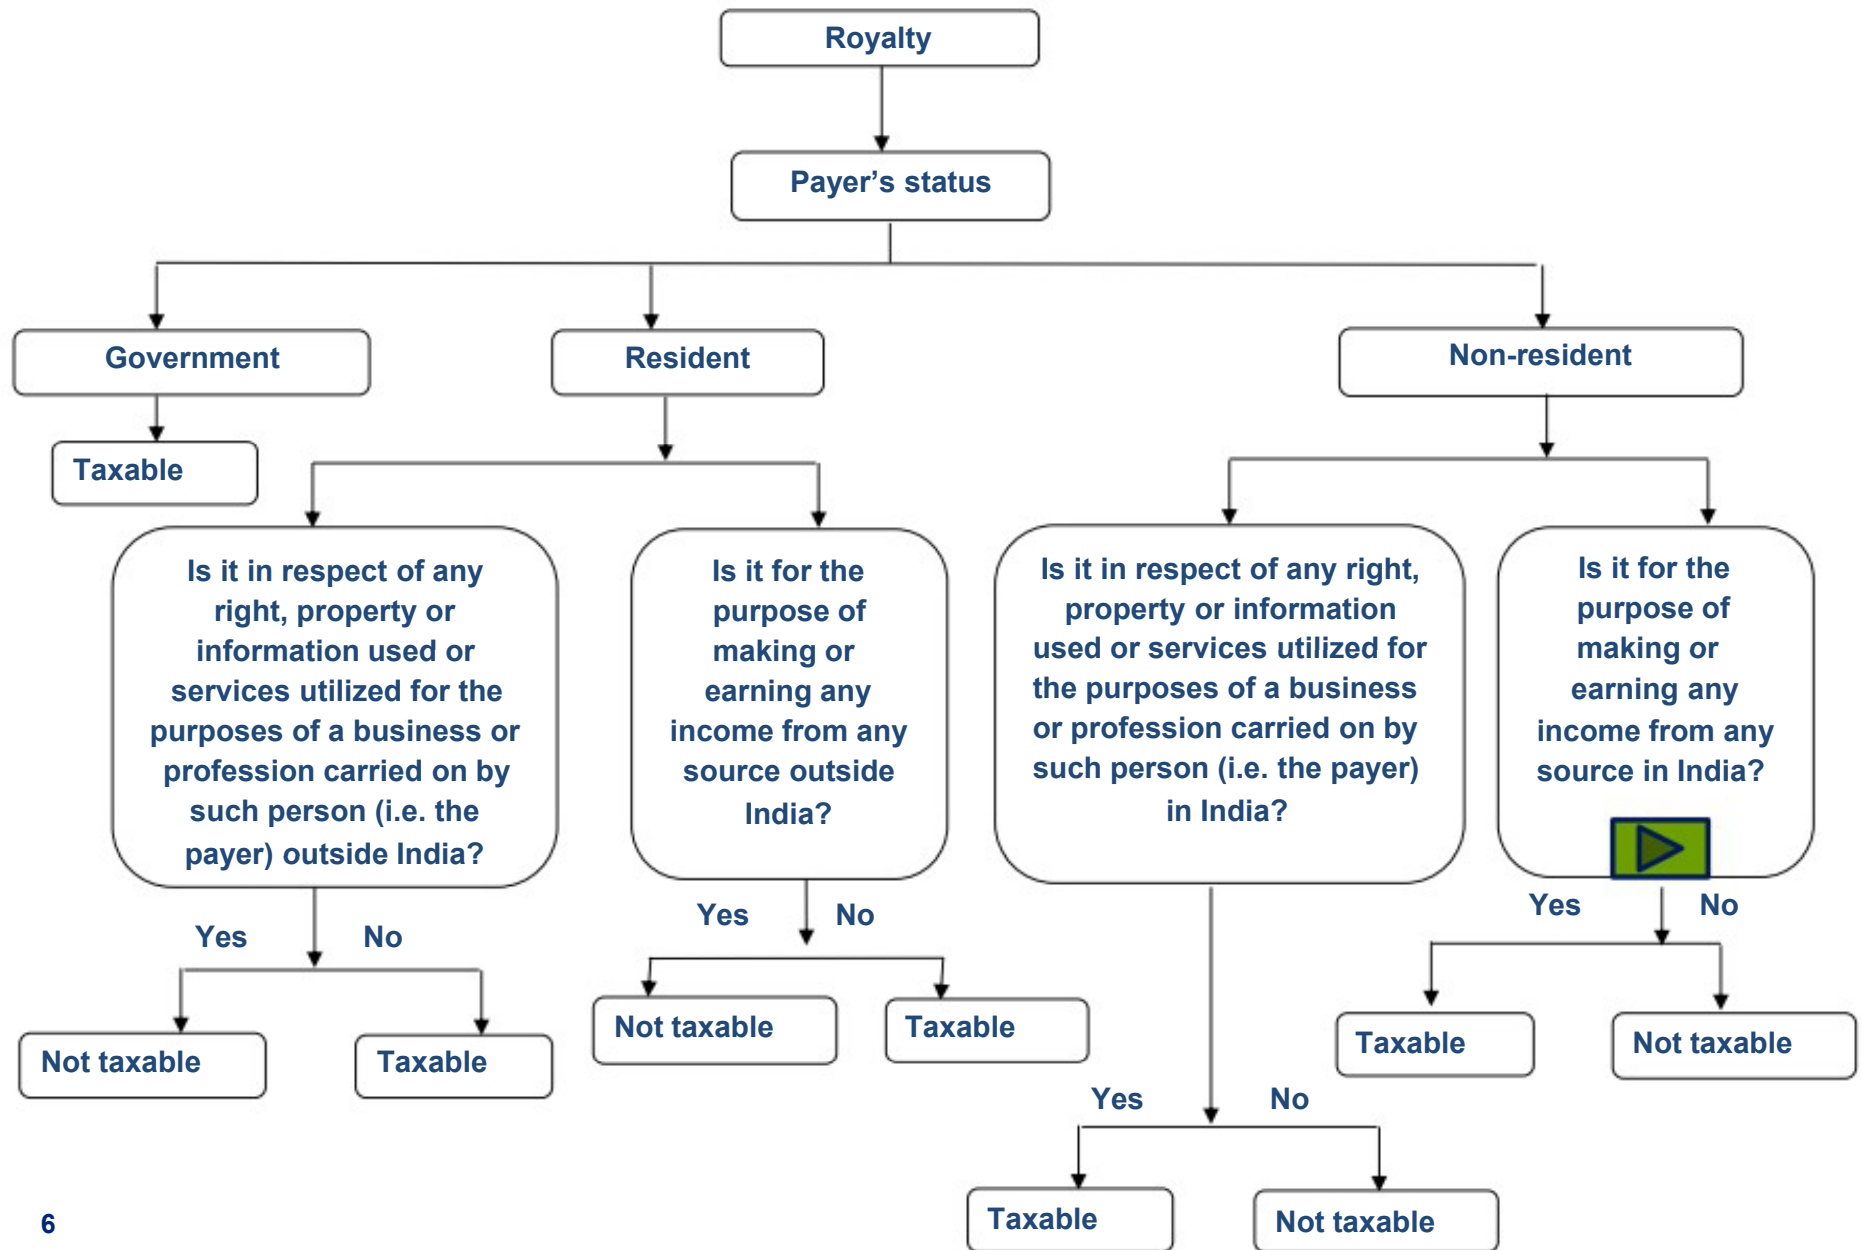 Royalty
Payer’s status
Government
Resident
Non-resident
Taxable
Is it in respect of any
right, property or
information used or
services utilized for the
purposes of a business or
profession carried on by
such person (i.e. the
payer) outside India?
Is it for the
purpose of
making or
earning any
income from any
source outside
India?
Is it in respect of any right,
property or information
used or services utilized for
the purposes of a business
or profession carried on by
such person (i.e. the payer)
in India?
Is it for the
purpose of
making or
earning any
income from any
source in India?
Yes No
Not taxable
Taxable
Yes No
Not taxable
Taxable
Yes No
Taxable
Not taxable
Yes No
Taxable
Not taxable
6